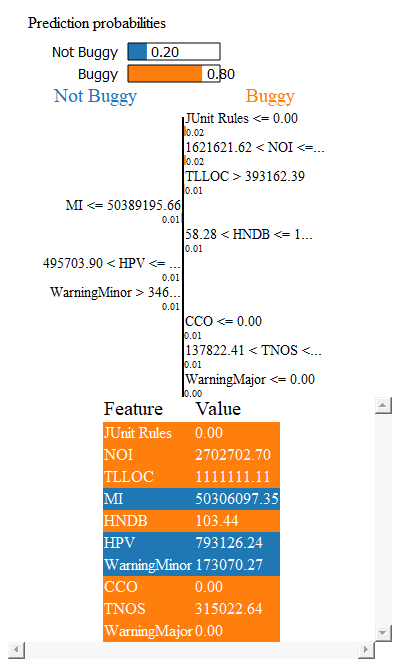 Prediction probabilities
Not Buggy 0.20
Buggy 0.80
Not Buggy Buggy
JUnit Rules <= 0.00
0.02
1621621.62 < NOI <=...
0.02
TLLOC > 393162.39
0.01
MI <= 50389195.66
0.01
58.28 < HNDB <= 1...
0.01
495703.90 < HPV <= ...
0.01
WarningMinor > 346...
0.01
CCO <= 0.00
0.01
137822.41 < TNOS <...
0.01
WarningMajor <= 0.00
0.00
Feature Value
JUnit Rules 0.00
NOI 2702702.70
TLLOC 1111111.11
MI 50306097.35
HNDB 103.44
HPV 793126.24
WarningMinor 173070.27
CCO 0.00
TNOS 315022.64
WarningMajor 0.00